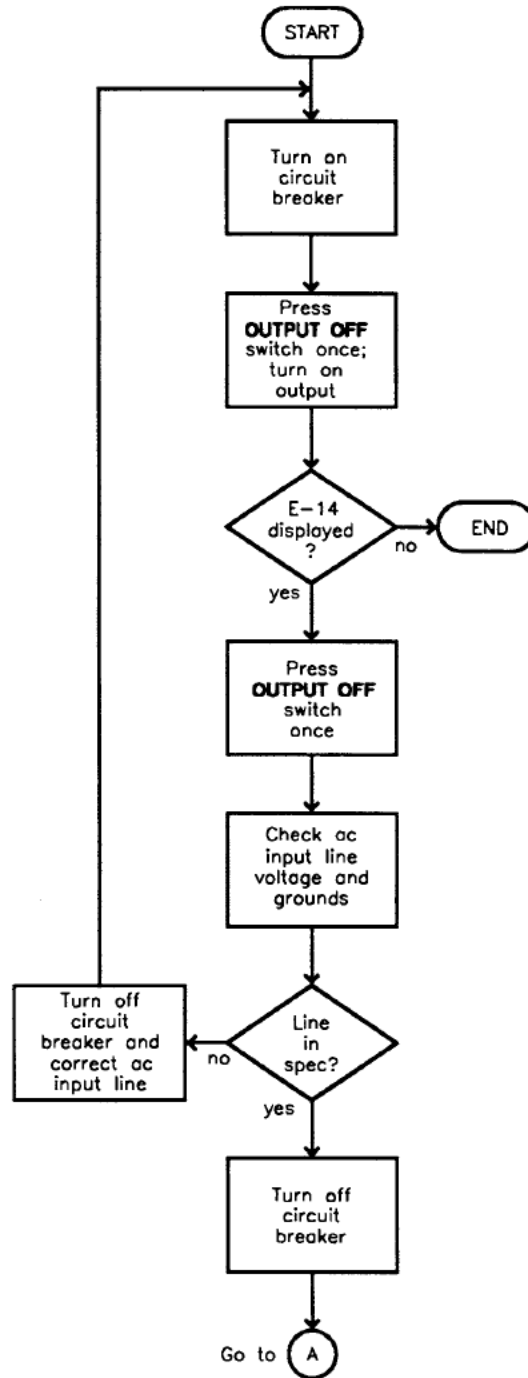 START
Turn on
circuit
breaker
Press
OUTPUT OFF
switch once;
turn on
output
E-14
displayed
?
no
END
yes
Press
OUTPUT OFF
switch
once
Check ac
input line
voltage and
grounds
Line
in
spec?
no
Turn off
circuit
breaker and
correct ac
input line
yes
Turn off
circuit
breaker
Go to A